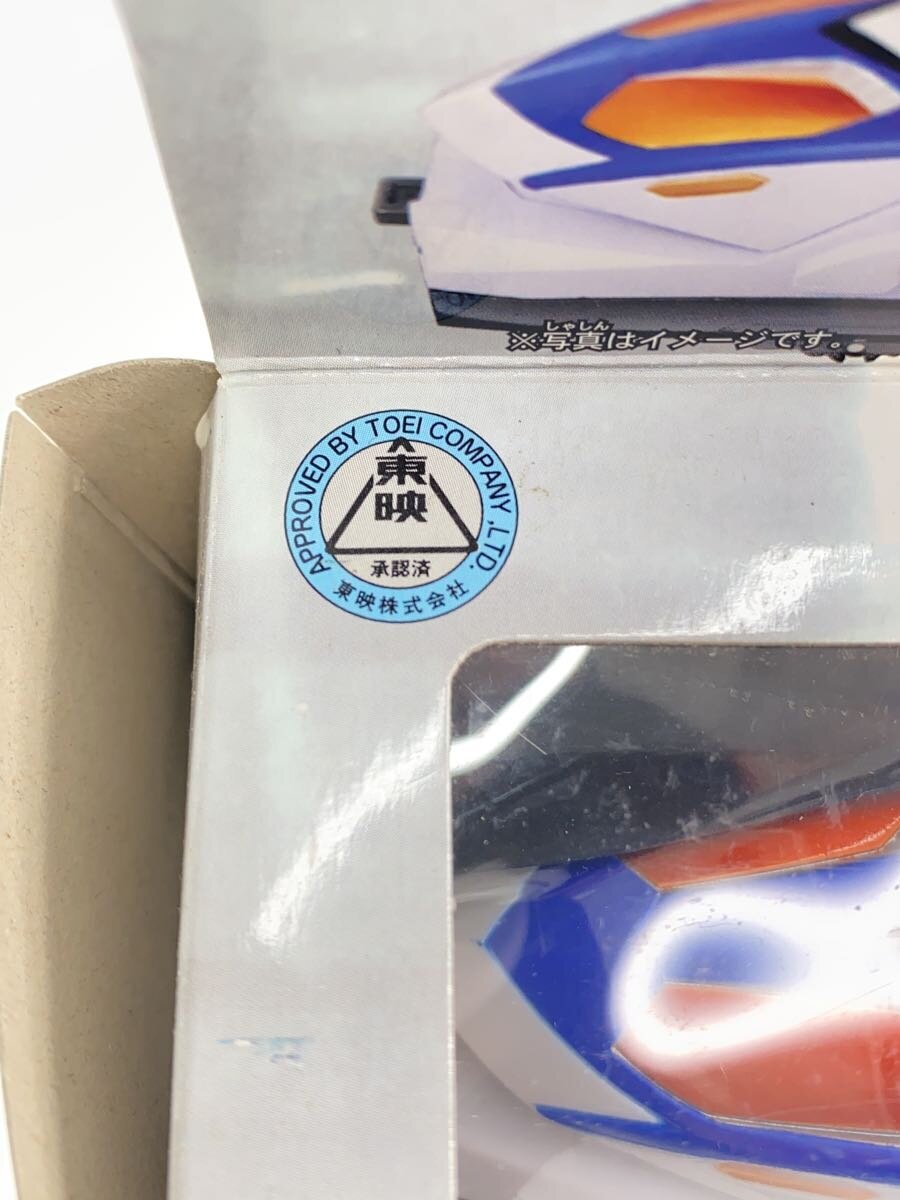 しゃしん
※写真はイメージです。
APPROVED BY TOEI COMPANY ,LTD.
東映
承認済
東映株式会社